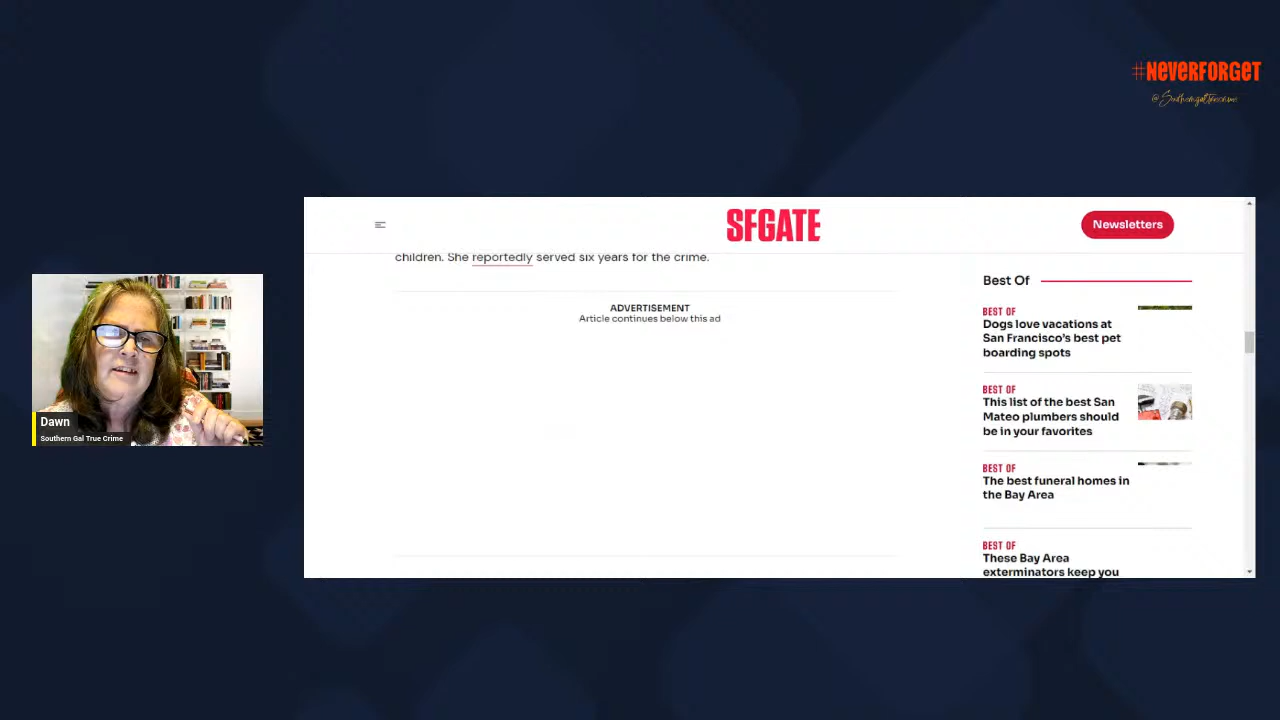 #NEVERFORGET
@Southerngaltruecrime
SFGATE
Newsletters
children. She reportedly served six years for the crime.
ADVERTISEMENT
Article continues below this ad
Best Of
BEST OF
Dogs love vacations at
San Francisco's best pet
boarding spots
BEST OF
This list of the best San
Mateo plumbers should
be in your favorites
BEST OF
The best funeral homes in
the Bay Area
BEST OF
These Bay Area
exterminators keep you
Dawn
Southern Gal True Crime